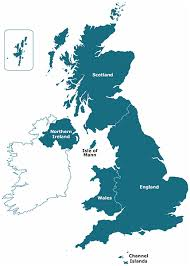 Scotland
Northern
Ireland
Isle of
Mann
England
Wales
Channel
Islands